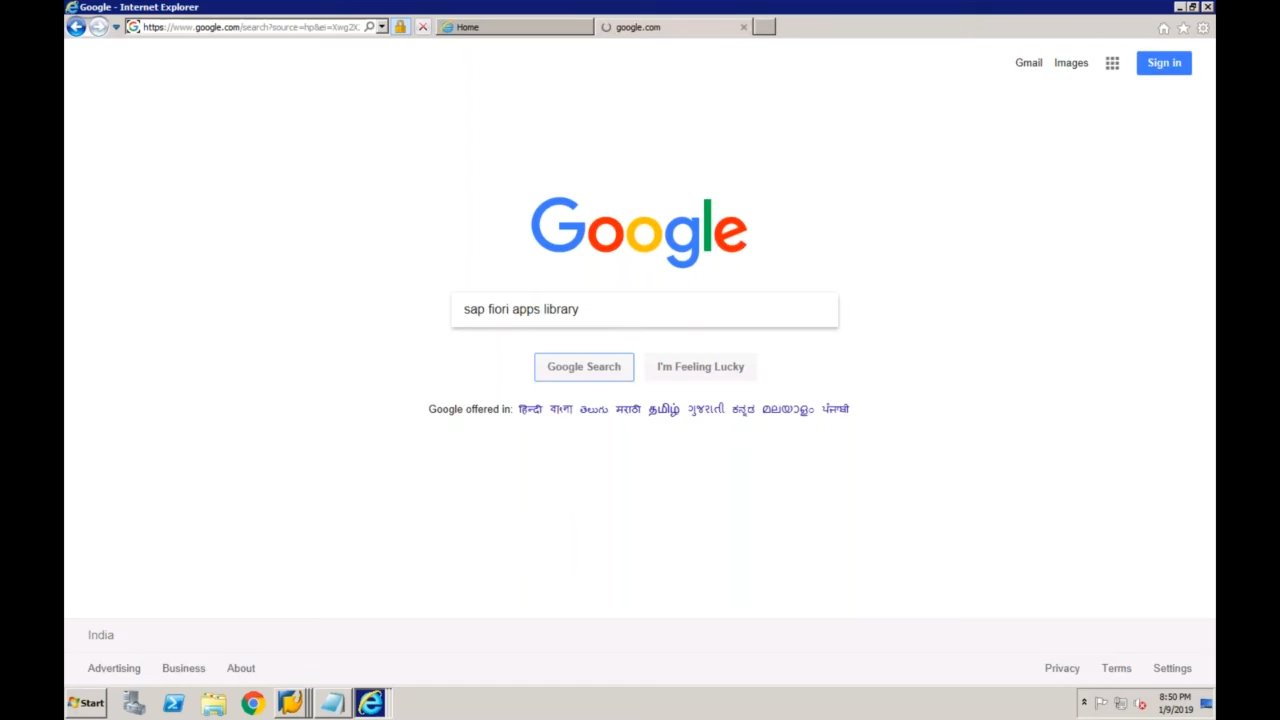 Google - Internet Explorer
https://www.google.com/search?source=hp&ei=Xwg2X
Home
google.com
Gmail Images
Sign in
Google
sap fiori apps library
Google Search
I'm Feeling Lucky
Google offered in: हिन्दी বাংলা తెలుగు मराठी தமிழ் ગુજરાતી ಕನ್ನಡ മലയാളം ਪੰਜਾਬੀ
India
Advertising Business About
Privacy Terms Settings
Start
8:50 PM
1/9/2019